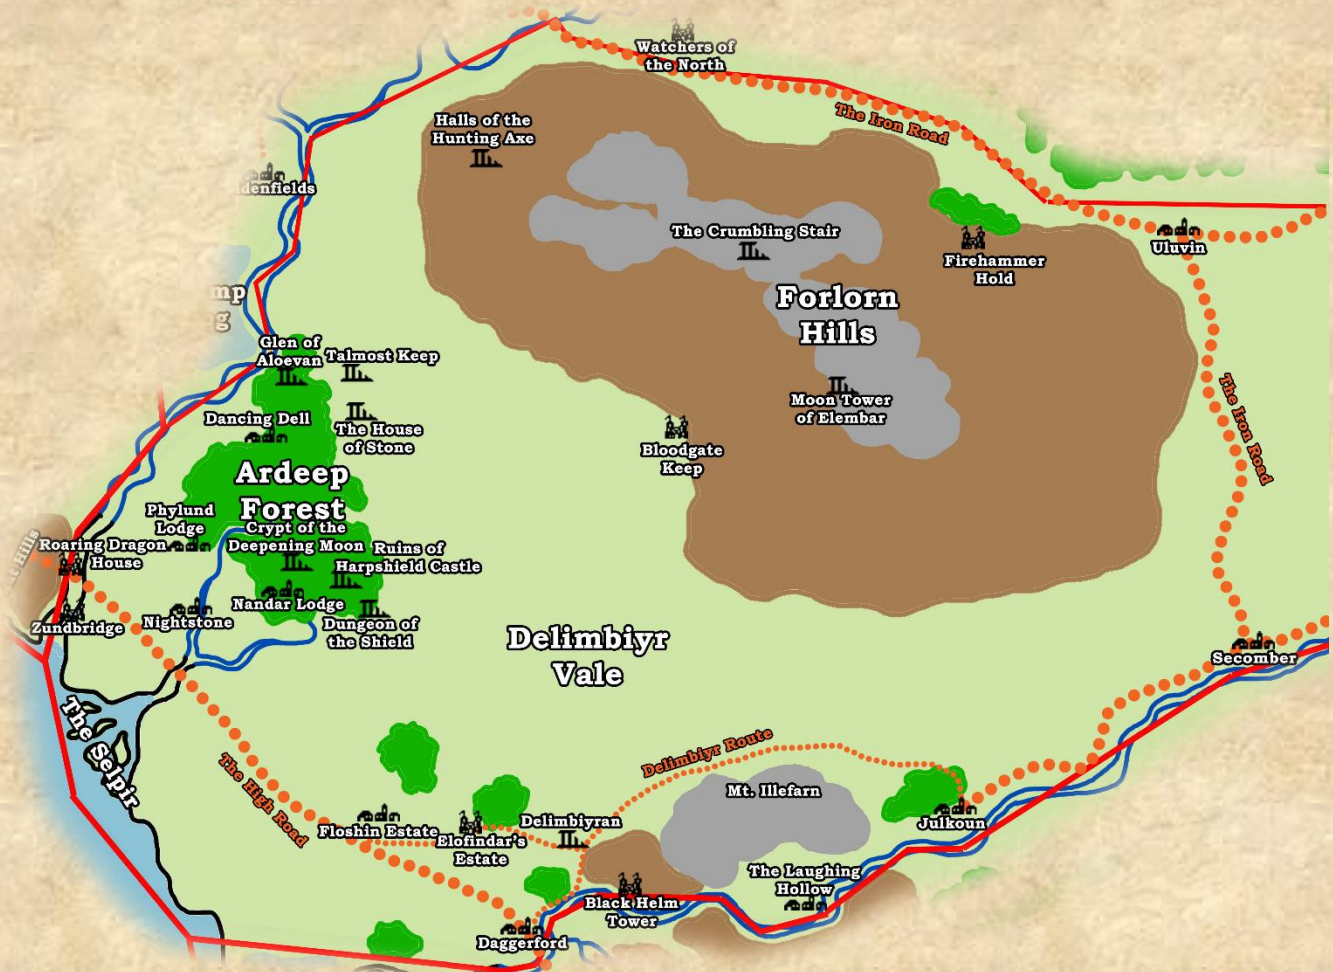 Watchers of
the North
The Iron Road
Halls of the
Hunting Axe
ldenfields
The Crumbling Stair
Uluvin
Firehammer
Hold
Forlorn
Hills
mp
g
Glen of
Aloevan
Talmost Keep
The Iron Road
Moon Tower
of Elembar
Dancing Dell
The House
of Stone
Bloodgate
Keep
Ardeep
Forest
Phylund
Lodge
Crypt of the
Deepening Moon
Roaring Dragon
House
Ruins of
Harpshield Castle
Hills
Nandar Lodge
Nightstone
Zundbridge
Dungeon of
the Shield
Delimbiyr
Vale
Secomber
The Selpir
The High Road
Delimbiyr Route
Mt. Illefarn
Floshin Estate
Elofindar's
Estate
Delimbiyran
Julkoun
The Laughing
Hollow
Black Helm
Tower
Daggerford